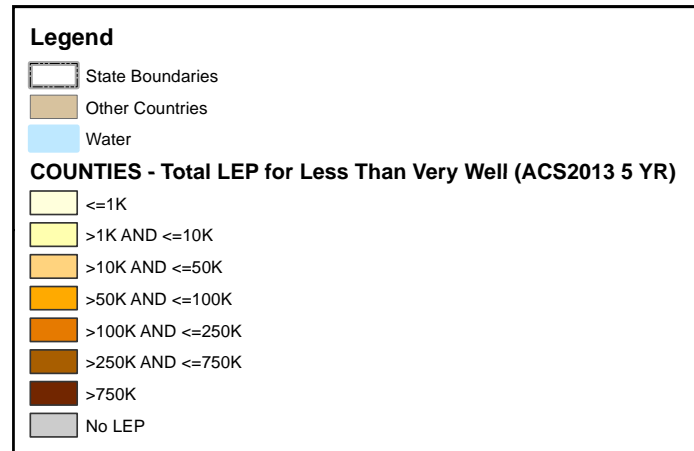 Legend
State Boundaries
Other Countries
Water
COUNTIES - Total LEP for Less Than Very Well (ACS2013 5 YR)
<=1K
>1K AND <=10K
>10K AND <=50K
>50K AND <=100K
>100K AND <=250K
>250K AND <=750K
>750K
No LEP